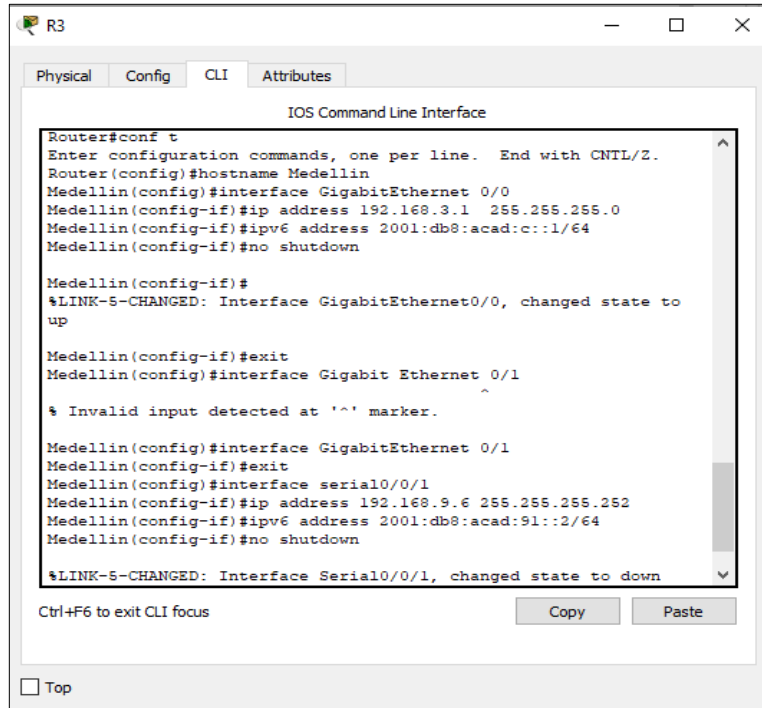 R3
Physical Config CLI Attributes
IOS Command Line Interface
Router#conf t
Enter configuration commands, one per line.  End with CNTL/Z.
Router(config)#hostname Medellin
Medellin(config)#interface GigabitEthernet 0/0
Medellin(config-if)#ip address 192.168.3.1  255.255.255.0
Medellin(config-if)#ipv6 address 2001:db8:acad:c::1/64
Medellin(config-if)#no shutdown
Medellin(config-if)#
%LINK-5-CHANGED: Interface GigabitEthernet0/0, changed state to
up
Medellin(config-if)#exit
Medellin(config)#interface Gigabit Ethernet 0/1
^
% Invalid input detected at '^' marker.
Medellin(config)#interface GigabitEthernet 0/1
Medellin(config-if)#exit
Medellin(config)#interface serial0/0/1
Medellin(config-if)#ip address 192.168.9.6 255.255.255.252
Medellin(config-if)#ipv6 address 2001:db8:acad:91::2/64
Medellin(config-if)#no shutdown
%LINK-5-CHANGED: Interface Serial0/0/1, changed state to down
Ctrl+F6 to exit CLI focus
Copy Paste
Top